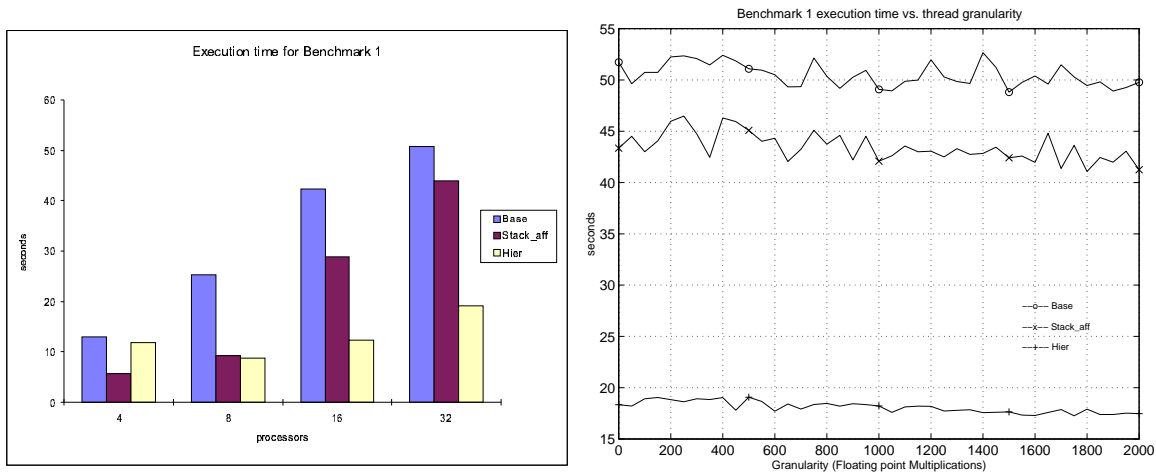 Execution time for Benchmark 1
60
50
40
30
20
10
0
seconds
4 8 16 32
processors
Base
Stack_aff
Hier
Benchmark 1 execution time vs. thread granularity
55
50
45
40
35
30
25
20
15
seconds
Base
Stack_aff
Hier
0 200 400 600 800 1000 1200 1400 1600 1800 2000
Granularity (Floating point Multiplications)